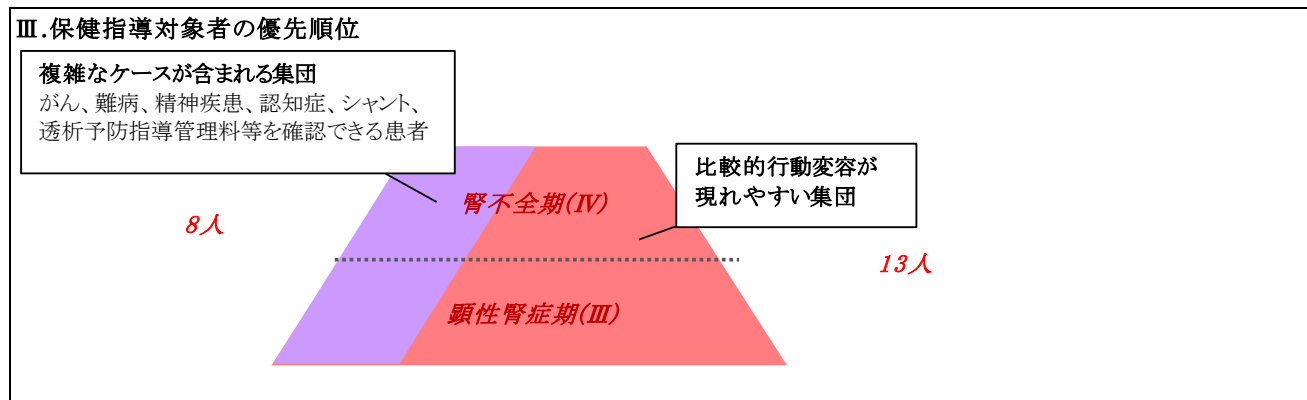 Ⅲ.保健指導対象者の優先順位
複雑なケースが含まれる集団
がん、難病、精神疾患、認知症、シャント、
透析予防指導管理料等を確認できる患者
比較的行動変容が
現れやすい集団
腎不全期(Ⅳ)
8人
13人
顕性腎症期(Ⅲ)